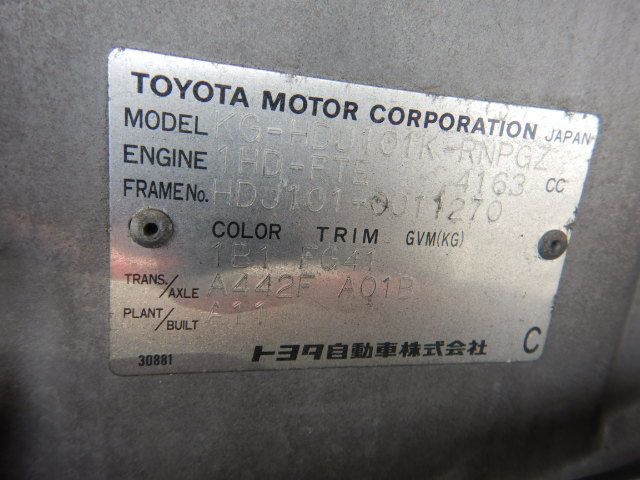 TOYOTA MOTOR CORPORATION JAPAN
MODEL KG-HDJ101K-RNPGZ
ENGINE 1HD-FTE 4163 CC
FRAME No. HDJ101-0011270
COLOR TRIM GVM(KG)
1B1 FG41
TRANS./AXLE A442F A01B
PLANT/BUILT A11
30881 トヨタ自動車株式会社 C